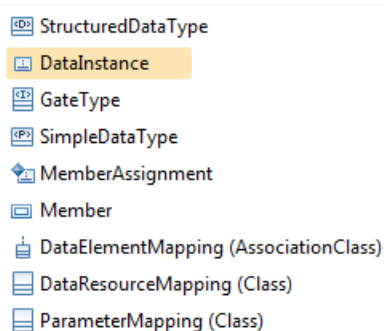 StructuredDataType
DataInstance
GateType
SimpleDataType
MemberAssignment
Member
DataElementMapping (AssociationClass)
DataResourceMapping (Class)
ParameterMapping (Class)